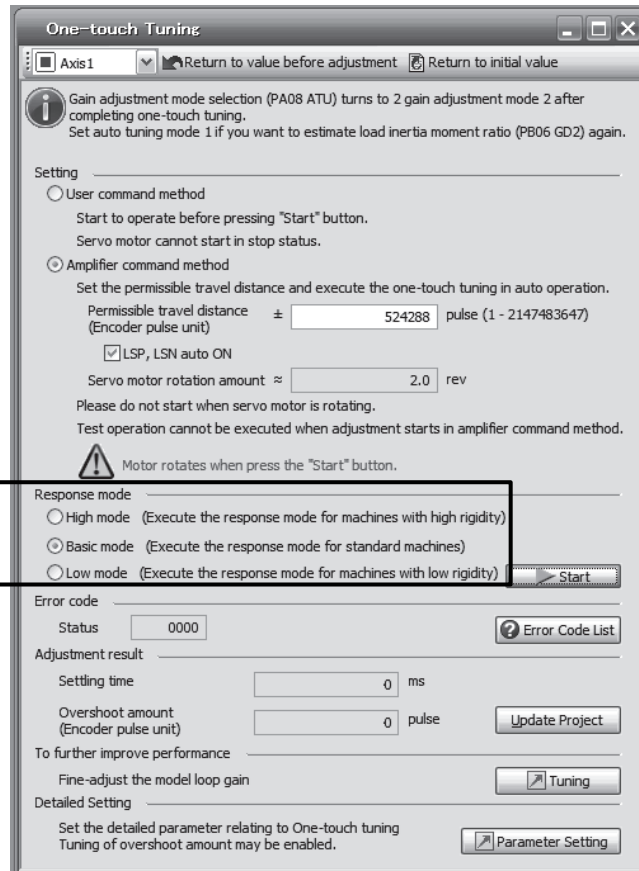 One-touch Tuning
Axis1 Return to value before adjustment Return to initial value
Gain adjustment mode selection (PA08 ATU) turns to 2 gain adjustment mode 2 after
completing one-touch tuning.
Set auto tuning mode 1 if you want to estimate load inertia moment ratio (PB06 GD2) again.
Setting
User command method
Start to operate before pressing "Start" button.
Servo motor cannot start in stop status.
Amplifier command method
Set the permissible travel distance and execute the one-touch tuning in auto operation.
Permissible travel distance ± 524288 pulse (1 - 2147483647)
(Encoder pulse unit)
LSP, LSN auto ON
Servo motor rotation amount ≈ 2.0 rev
Please do not start when servo motor is rotating.
Test operation cannot be executed when adjustment starts in amplifier command method.
Motor rotates when press the "Start" button.
Response mode
High mode (Execute the response mode for machines with high rigidity)
Basic mode (Execute the response mode for standard machines)
Low mode (Execute the response mode for machines with low rigidity) Start
Error code
Status 0000 Error Code List
Adjustment result
Settling time 0 ms
Overshoot amount 0 pulse Update Project
(Encoder pulse unit)
To further improve performance
Fine-adjust the model loop gain Tuning
Detailed Setting
Set the detailed parameter relating to One-touch tuning
Tuning of overshoot amount may be enabled. Parameter Setting